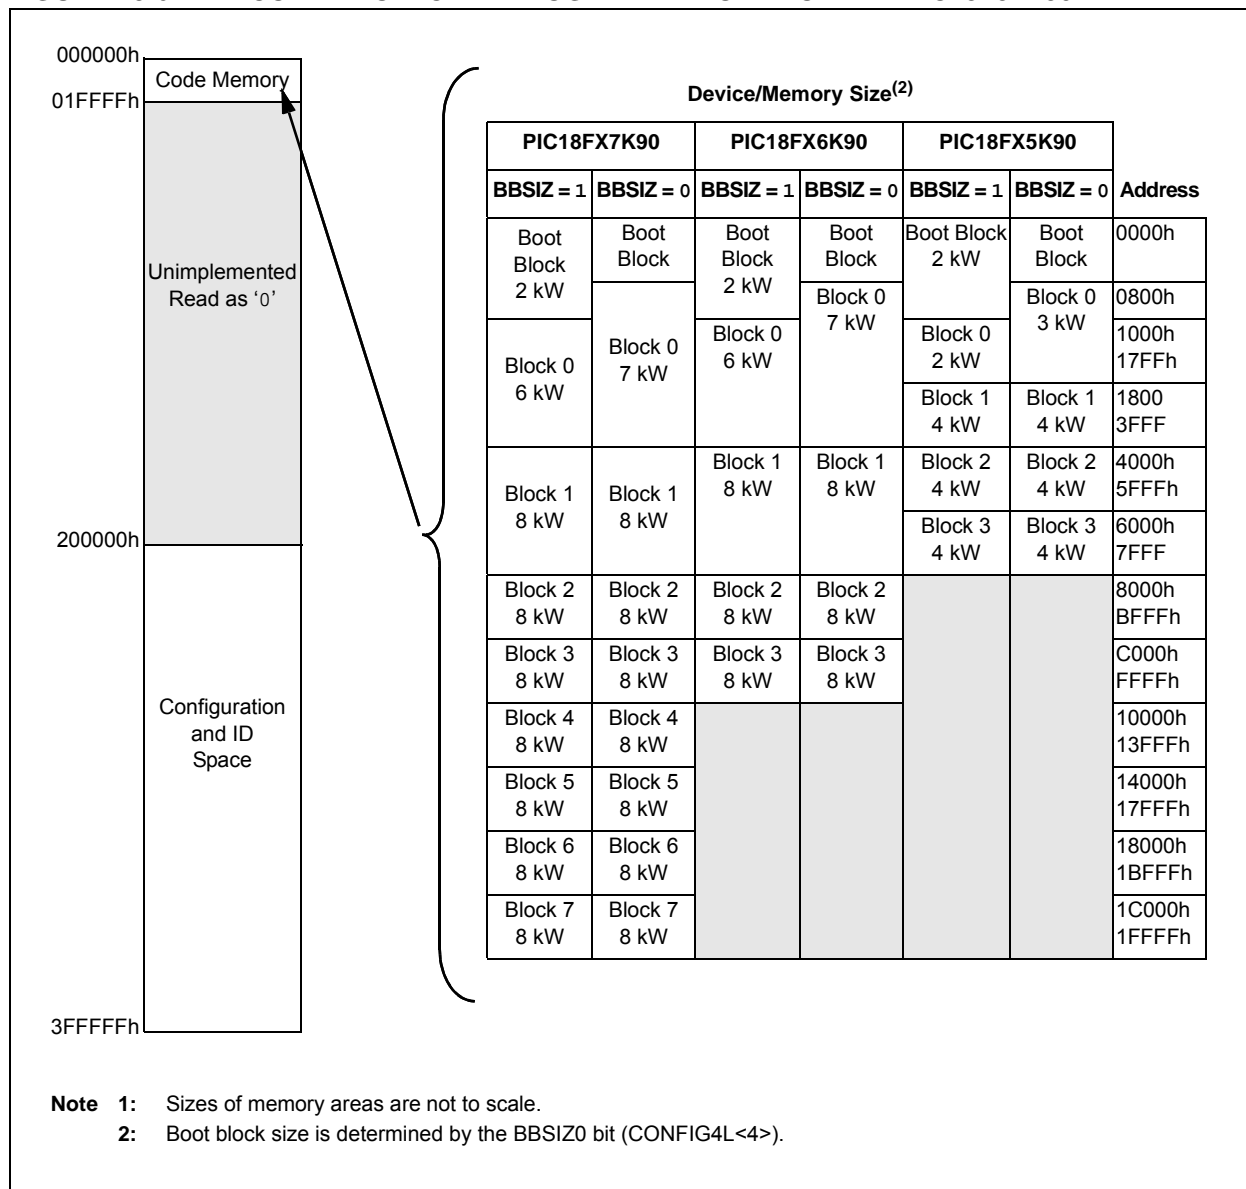 000000h
Code Memory
01FFFFh
Unimplemented
Read as ‘0’
200000h
Configuration
and ID
Space
3FFFFFh
Device/Memory Size(2)
PIC18FX7K90 PIC18FX6K90 PIC18FX5K90
BBSIZ = 1 BBSIZ = 0 BBSIZ = 1 BBSIZ = 0 BBSIZ = 1 BBSIZ = 0 Address
Boot Boot Boot Boot Boot Block Boot 0000h
Block Block Block Block 2 kW Block
2 kW 2 kW
Block 0 Block 0 0800h
7 kW 3 kW
Block 0 Block 0 1000h
6 kW 2 kW 17FFh
Block 0
7 kW
Block 0
6 kW
Block 1 Block 1 1800
4 kW 4 kW 3FFF
Block 1 Block 1 Block 2 Block 2 4000h
8 kW 8 kW 4 kW 4 kW 5FFFh
Block 1 Block 1
8 kW 8 kW
Block 3 Block 3 6000h
4 kW 4 kW 7FFF
Block 2 Block 2 Block 2 Block 2 8000h
8 kW 8 kW 8 kW 8 kW BFFFh
Block 3 Block 3 Block 3 Block 3 C000h
8 kW 8 kW 8 kW 8 kW FFFFh
Block 4 Block 4 10000h
8 kW 8 kW 13FFFh
Block 5 Block 5 14000h
8 kW 8 kW 17FFFh
Block 6 Block 6 18000h
8 kW 8 kW 1BFFFh
Block 7 Block 7 1C000h
8 kW 8 kW 1FFFFh
Note 1: Sizes of memory areas are not to scale.
2: Boot block size is determined by the BBSIZ0 bit (CONFIG4L<4>).